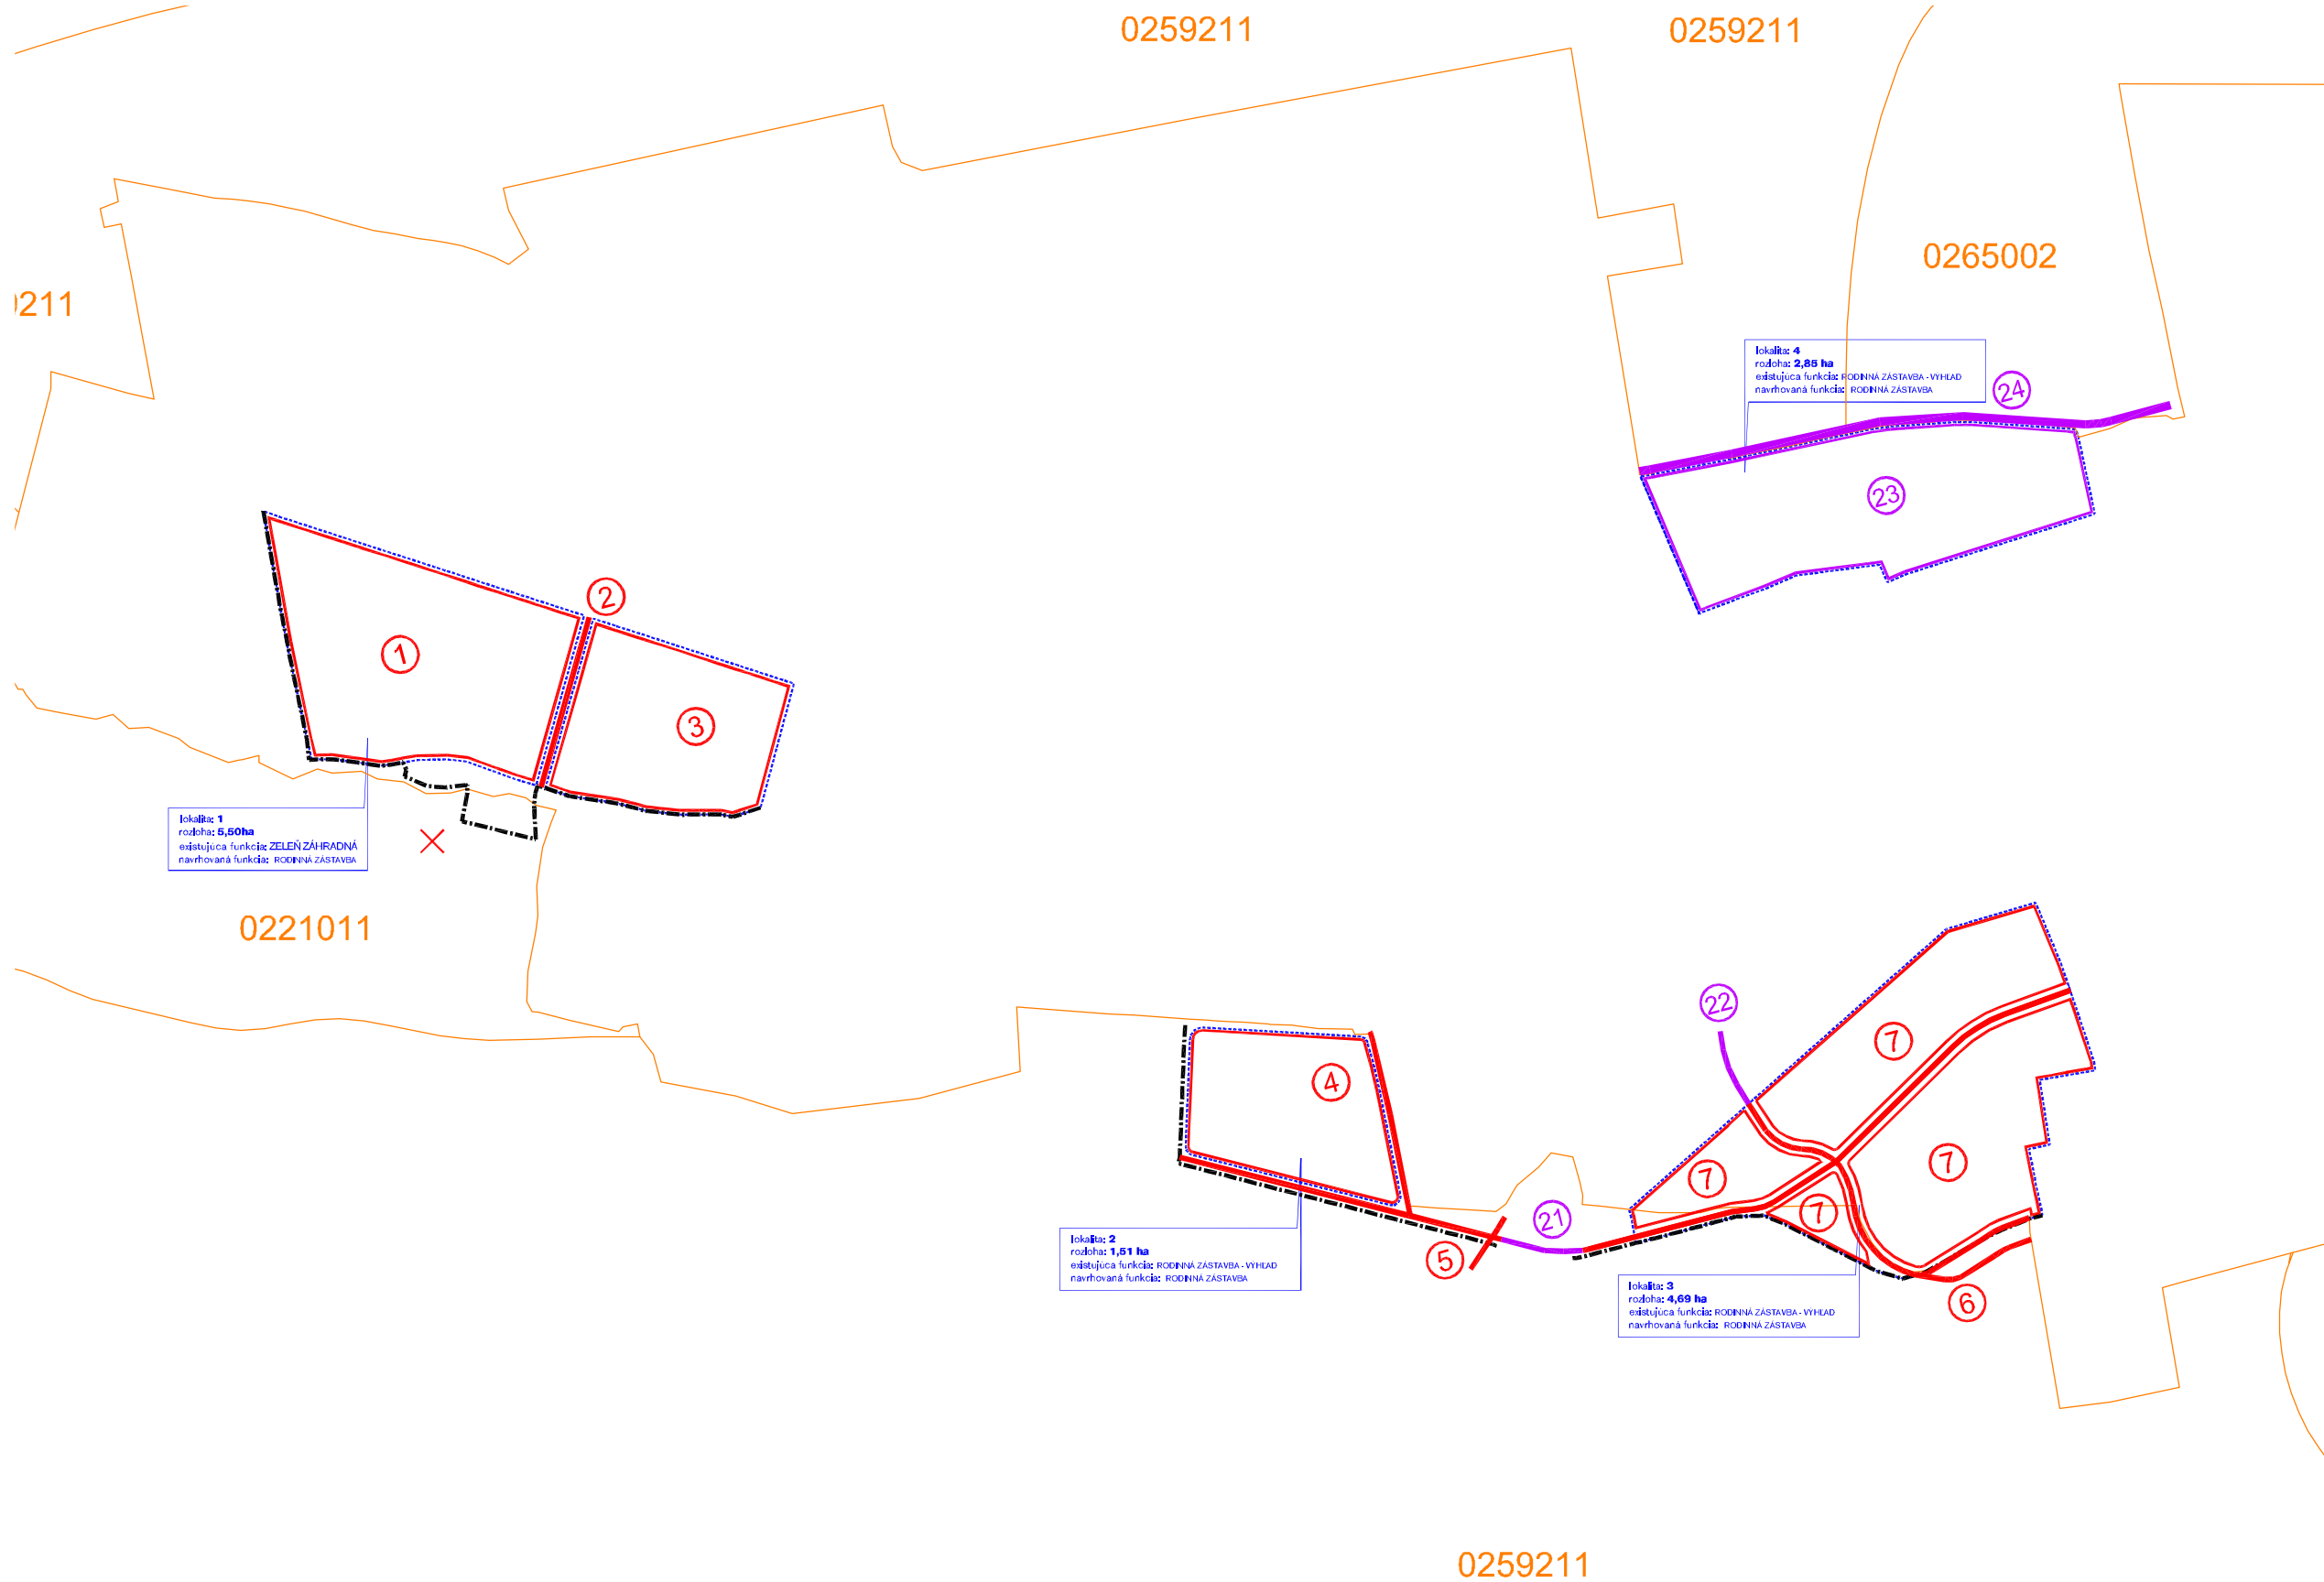 0259211
0259211
0265002
0211
lokalita: 4
rozloha: 2,85 ha
existujúca funkcia: RODINNÁ ZÁSTAVBA - VÝHĽAD
navrhovaná funkcia: RODINNÁ ZÁSTAVBA
24
23
2
1
3
lokalita: 1
rozloha: 5,50ha
existujúca funkcia: ZELEŇ ZÁHRADNÁ
navrhovaná funkcia: RODINNÁ ZÁSTAVBA
0221011
22
7
4
7
7
7
21
5
lokalita: 2
rozloha: 1,51 ha
existujúca funkcia: RODINNÁ ZÁSTAVBA - VÝHĽAD
navrhovaná funkcia: RODINNÁ ZÁSTAVBA
lokalita: 3
rozloha: 4,69 ha
existujúca funkcia: RODINNÁ ZÁSTAVBA - VÝHĽAD
navrhovaná funkcia: RODINNÁ ZÁSTAVBA
6
0259211